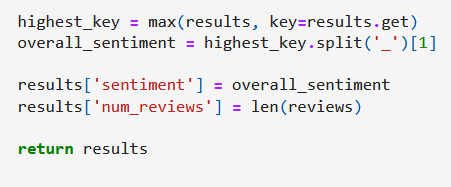 highest_key = max(results, key=results.get)
overall_sentiment = highest_key.split('_')[1]
results['sentiment'] = overall_sentiment
results['num_reviews'] = len(reviews)
return results